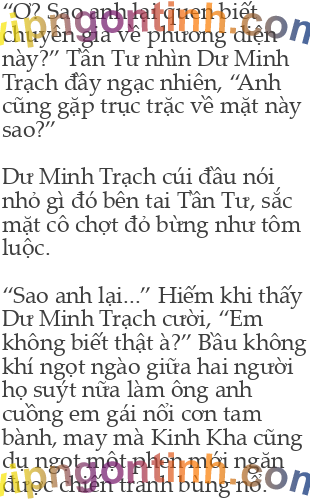 “Ơ? Sao anh lại quen biết
chuyên gia về phương diện
này?” Tần Tư nhìn Dư Minh
Trạch đầy ngạc nhiên, “Anh
cũng gặp trục trặc về mặt này
sao?”
Dư Minh Trạch cúi đầu nói
nhỏ gì đó bên tai Tần Tư, sắc
mặt cô chợt đỏ bừng như tôm
luộc.
“Sao anh lại...” Hiếm khi thấy
Dư Minh Trạch cười, “Em
không biết thật à?” Bầu không
khí ngọt ngào giữa hai người
họ suýt nữa làm ông anh
cuồng em gái nổi cơn tam
bành, may mà Kinh Kha cũng
dụ ngọt một phen mới ngăn
được chiến tranh bùng nổ.
vipngontinh.com
vipngontinh.com